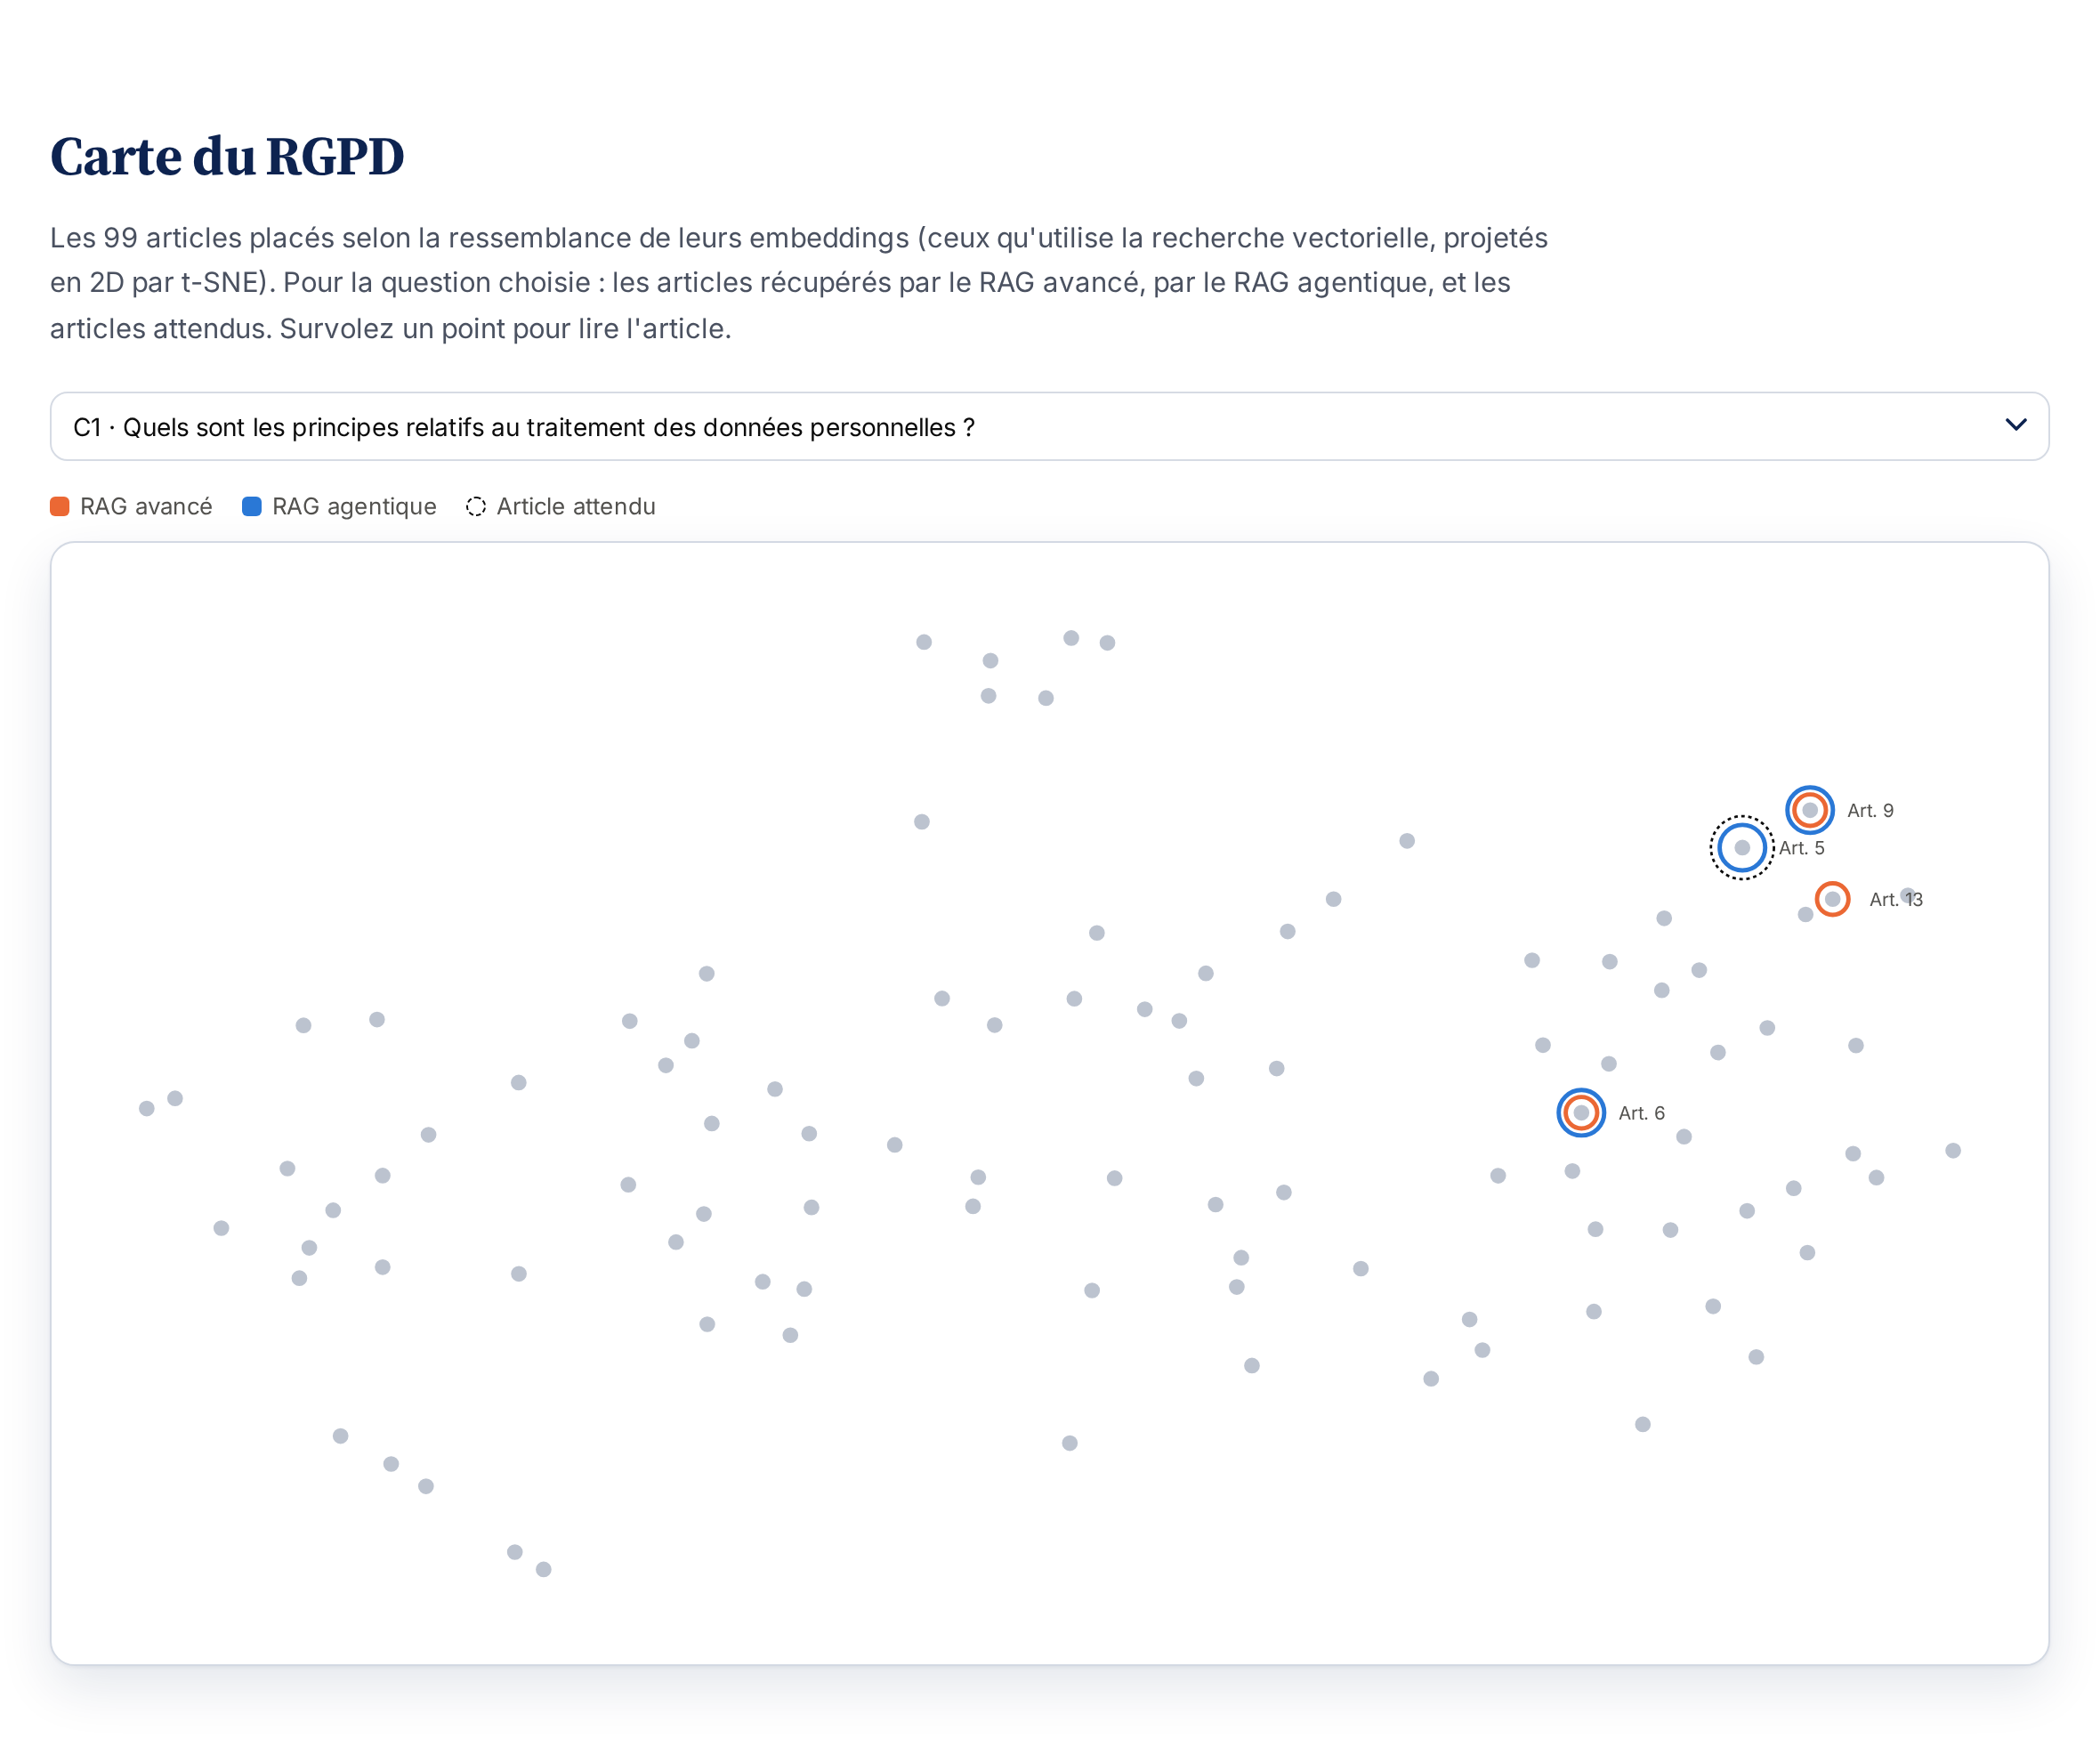 Carte du RGPD
Les 99 articles placés selon la ressemblance de leurs embeddings (ceux qu'utilise la recherche vectorielle, projetés
en 2D par t-SNE). Pour la question choisie : les articles récupérés par le RAG avancé, par le RAG agentique, et les
articles attendus. Survolez un point pour lire l'article.
C1 · Quels sont les principes relatifs au traitement des données personnelles ?
RAG avancé RAG agentique Article attendu
Art. 9
Art. 5
Art. 13
Art. 6